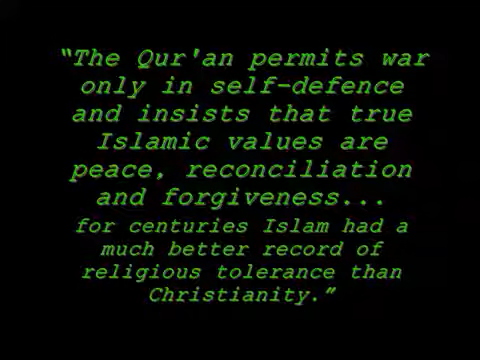 “The Qur'an permits war
only in self-defence
and insists that true
Islamic values are
peace, reconciliation
and forgiveness...
for centuries Islam had a
much better record of
religious tolerance than
Christianity.”